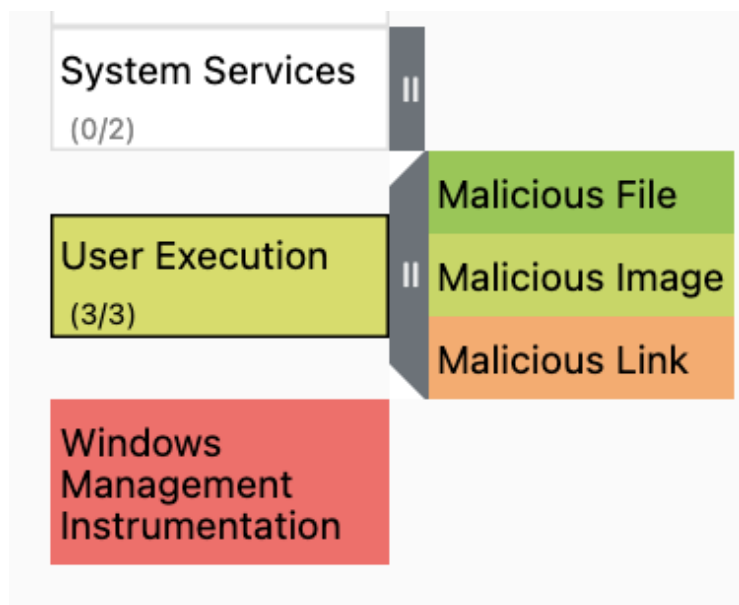 System Services
(0/2)
Malicious File
User Execution
(3/3)
Malicious Image
Malicious Link
Windows
Management
Instrumentation